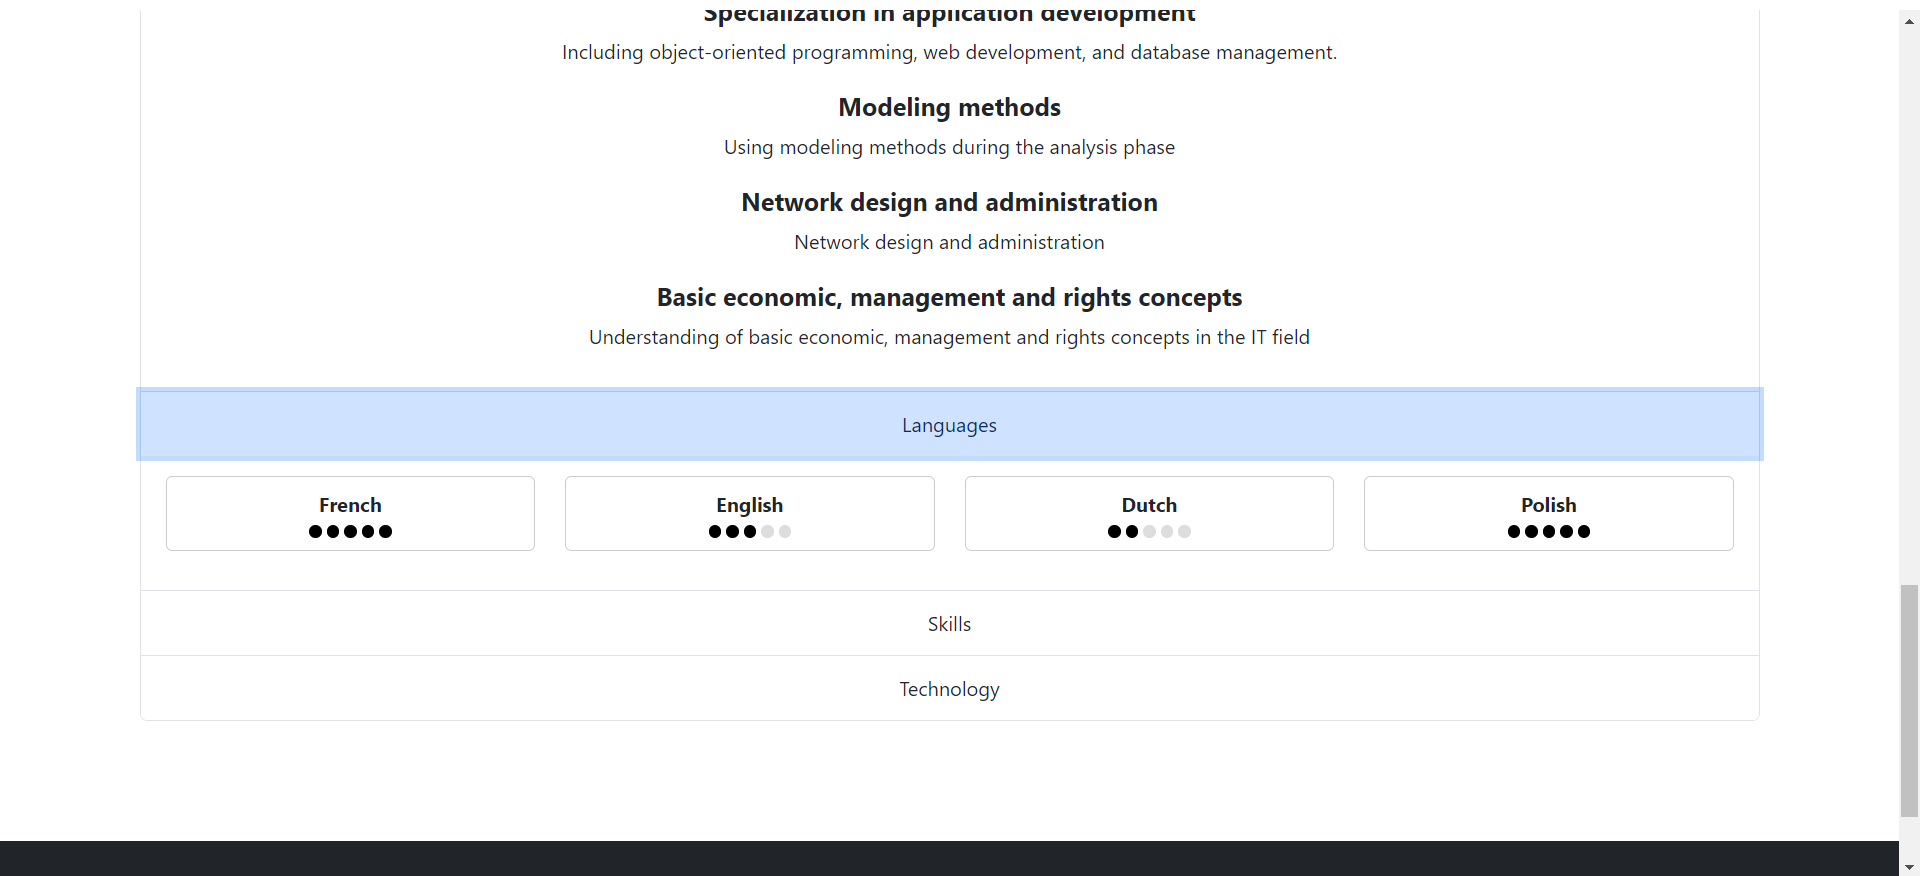 Specialization in application development
Including object-oriented programming, web development, and database management.
Modeling methods
Using modeling methods during the analysis phase
Network design and administration
Network design and administration
Basic economic, management and rights concepts
Understanding of basic economic, management and rights concepts in the IT field
Languages
French
English
Dutch
Polish
Skills
Technology